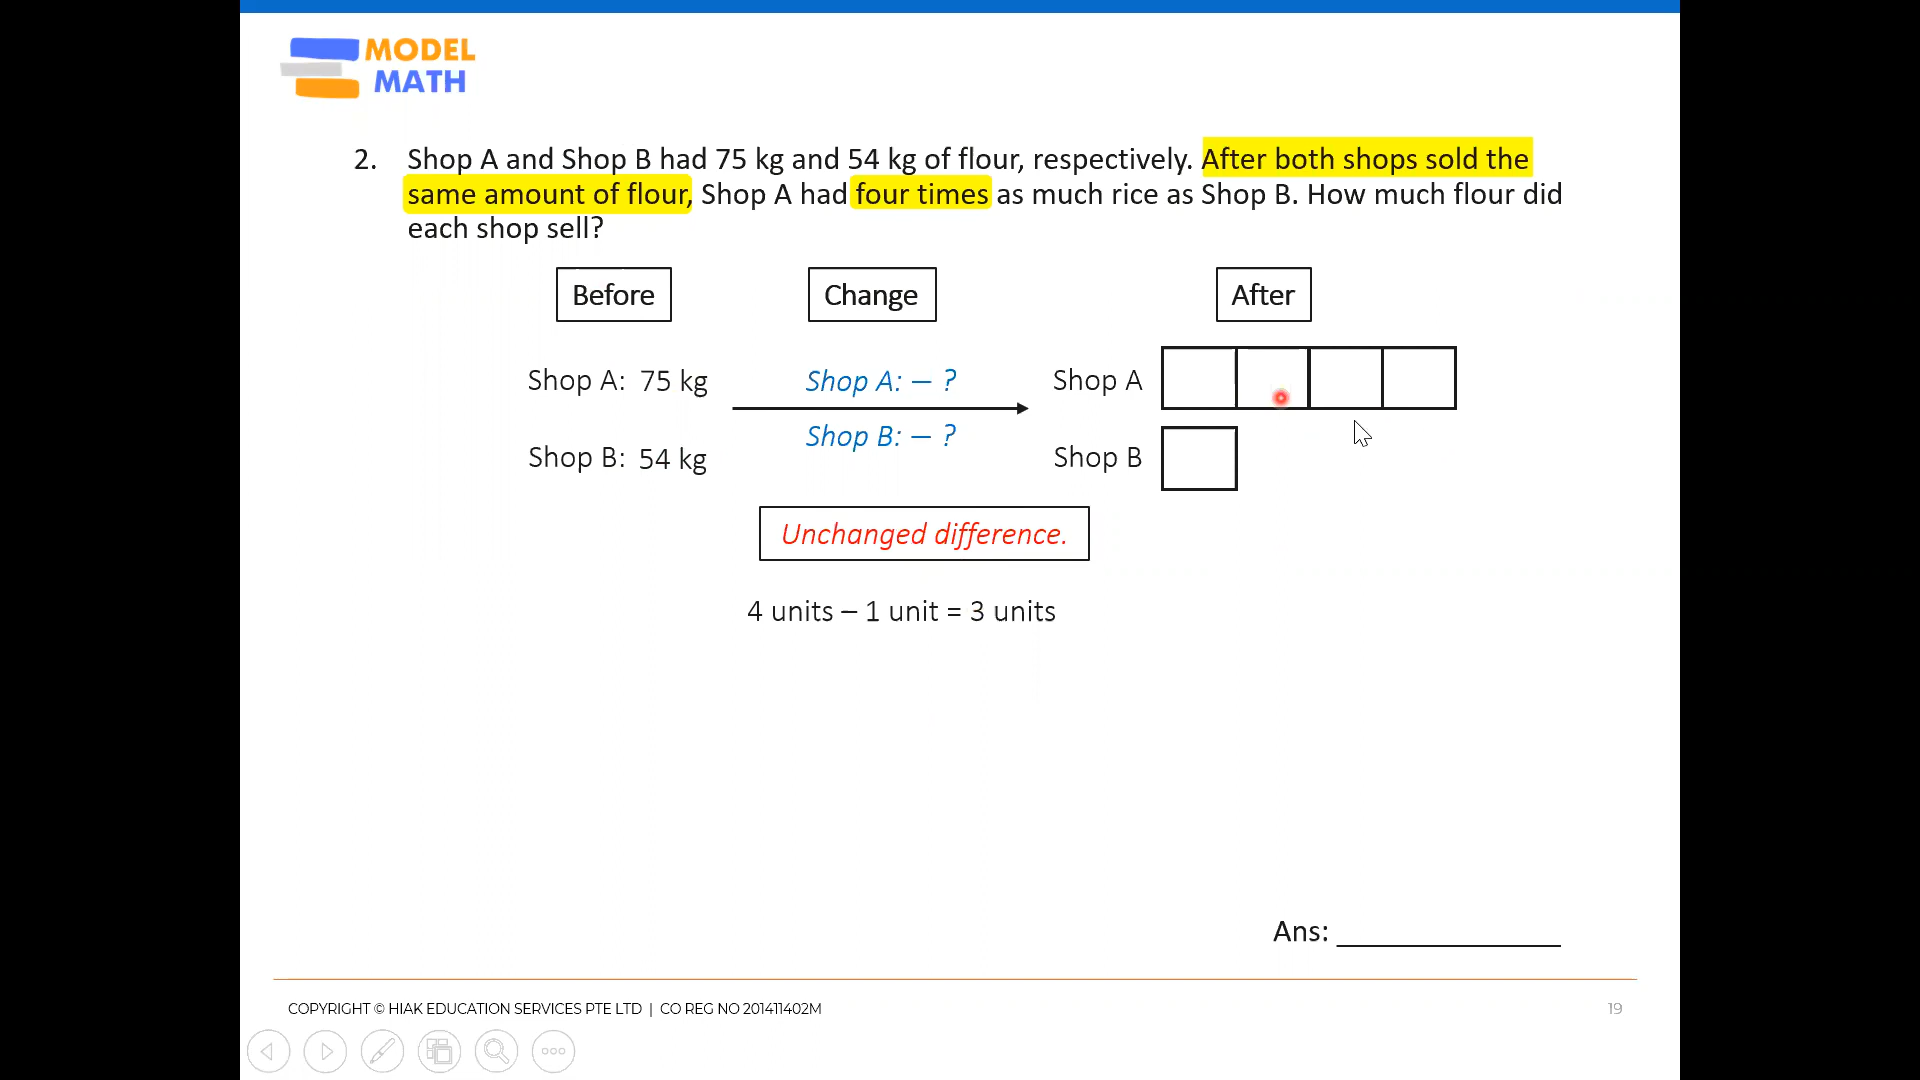 MODEL
MATH
2. Shop A and Shop B had 75 kg and 54 kg of flour, respectively. After both shops sold the
same amount of flour, Shop A had four times as much rice as Shop B. How much flour did
each shop sell?
Before Change After
Shop A: 75 kg Shop A: – ? Shop A
Shop B: – ?
Shop B: 54 kg Shop B
Unchanged difference.
4 units – 1 unit = 3 units
Ans: ____________
COPYRIGHT © HIAK EDUCATION SERVICES PTE LTD | CO REG NO 201411402M 19